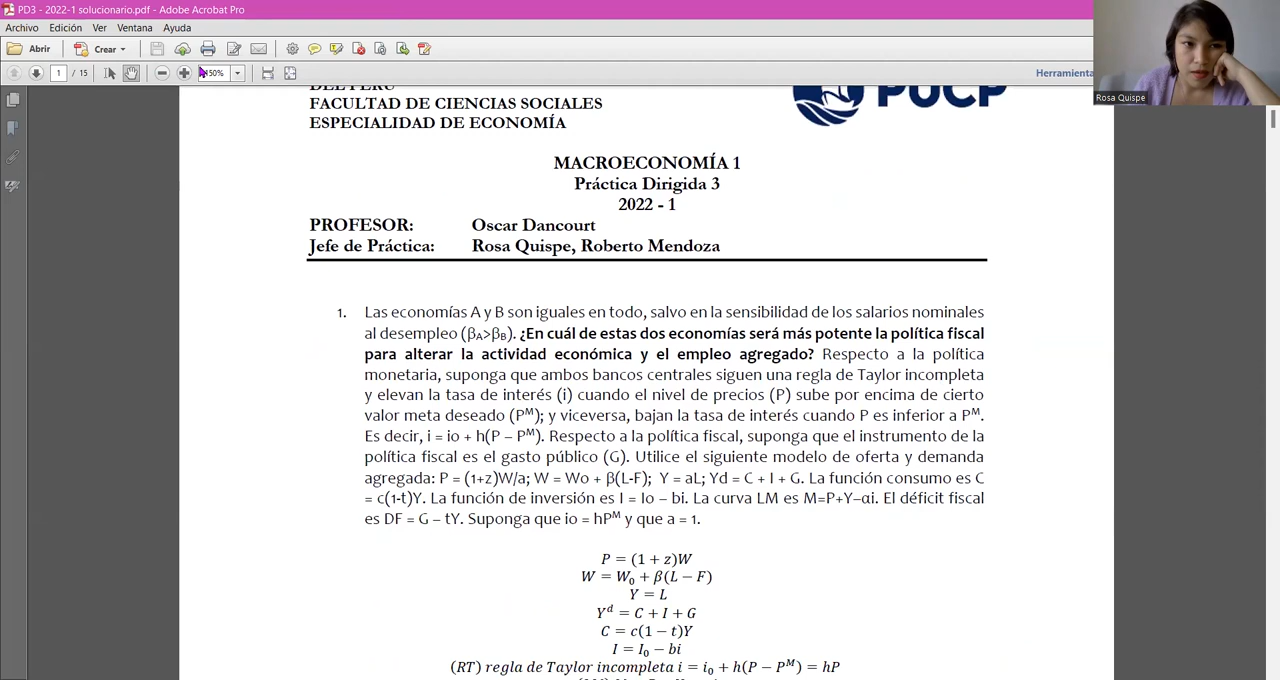 PD3 - 2022-1 solucionario.pdf - Adobe Acrobat Pro
Archivo Edición Ver Ventana Ayuda
Abrir Crear
1 / 15 150% Herramienta
Rosa Quispe
DEL PERÚ
FACULTAD DE CIENCIAS SOCIALES
ESPECIALIDAD DE ECONOMÍA
PUCP
MACROECONOMÍA 1
Práctica Dirigida 3
2022 - 1
PROFESOR: Oscar Dancourt
Jefe de Práctica: Rosa Quispe, Roberto Mendoza
1. Las economías A y B son iguales en todo, salvo en la sensibilidad de los salarios nominales
al desempleo (βA>βB). ¿En cuál de estas dos economías será más potente la política fiscal
para alterar la actividad económica y el empleo agregado? Respecto a la política
monetaria, suponga que ambos bancos centrales siguen una regla de Taylor incompleta
y elevan la tasa de interés (i) cuando el nivel de precios (P) sube por encima de cierto
valor meta deseado (Pᴹ); y viceversa, bajan la tasa de interés cuando P es inferior a Pᴹ.
Es decir, i = io + h(P – Pᴹ). Respecto a la política fiscal, suponga que el instrumento de la
política fiscal es el gasto público (G). Utilice el siguiente modelo de oferta y demanda
agregada: P = (1+z)W/a; W = Wo + β(L-F); Y = aL; Yd = C + I + G. La función consumo es C
= c(1-t)Y. La función de inversión es I = Io – bi. La curva LM es M=P+Y–αi. El déficit fiscal
es DF = G – tY. Suponga que io = hPᴹ y que a = 1.
P = (1 + z)W
W = W₀ + β(L − F)
Y = L
Yᵈ = C + I + G
C = c(1 − t)Y
I = I₀ − bi
(RT) regla de Taylor incompleta i = i₀ + h(P − Pᴹ) = hP